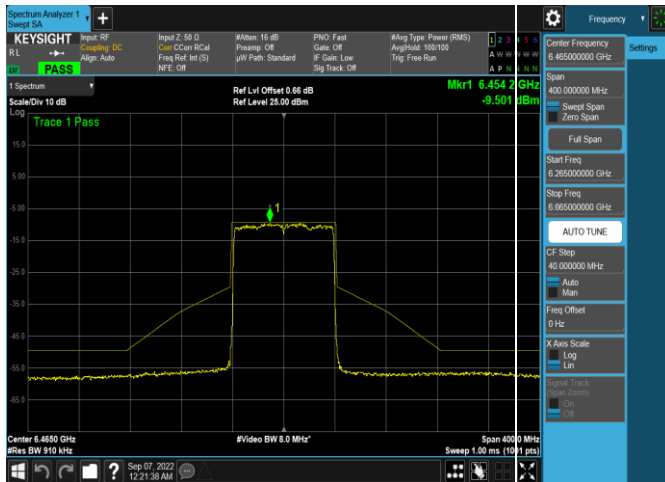 Spectrum Analyzer 1
Swept SA
+
Frequency
KEYSIGHT
RL
LXI
PASS
Input: RF
Coupling: DC
Align: Auto
Input Z: 50 Ω
Corr CCorr RCal
Freq Ref: Int (S)
NFE: Off
#Atten: 16 dB
Preamp: Off
µW Path: Standard
PNO: Fast
Gate: Off
IF Gain: Low
Sig Track: Off
#Avg Type: Power (RMS)
Avg|Hold: 100/100
Trig: Free Run
1 2 3 4 5 6
A W W W W W
A P N N N N
1 Spectrum
Scale/Div 10 dB
Log
Ref Lvl Offset 0.66 dB
Ref Level 25.00 dBm
Mkr1 6.454 2 GHz
-9.501 dBm
Trace 1 Pass
15.0
5.00
-5.00
-15.0
-25.0
-35.0
-45.0
-55.0
-65.0
1
Center 6.4650 GHz
#Res BW 910 kHz
#Video BW 8.0 MHz*
Span 400.0 MHz
Sweep 1.00 ms (1001 pts)
Sep 07, 2022
12:21:38 AM
?
Settings
Center Frequency
6.465000000 GHz
Span
400.000000 MHz
Swept Span
Zero Span
Full Span
Start Freq
6.265000000 GHz
Stop Freq
6.665000000 GHz
AUTO TUNE
CF Step
40.000000 MHz
Auto
Man
Freq Offset
0 Hz
X Axis Scale
Log
Lin
Signal Track
(Span Zoom)
On
Off